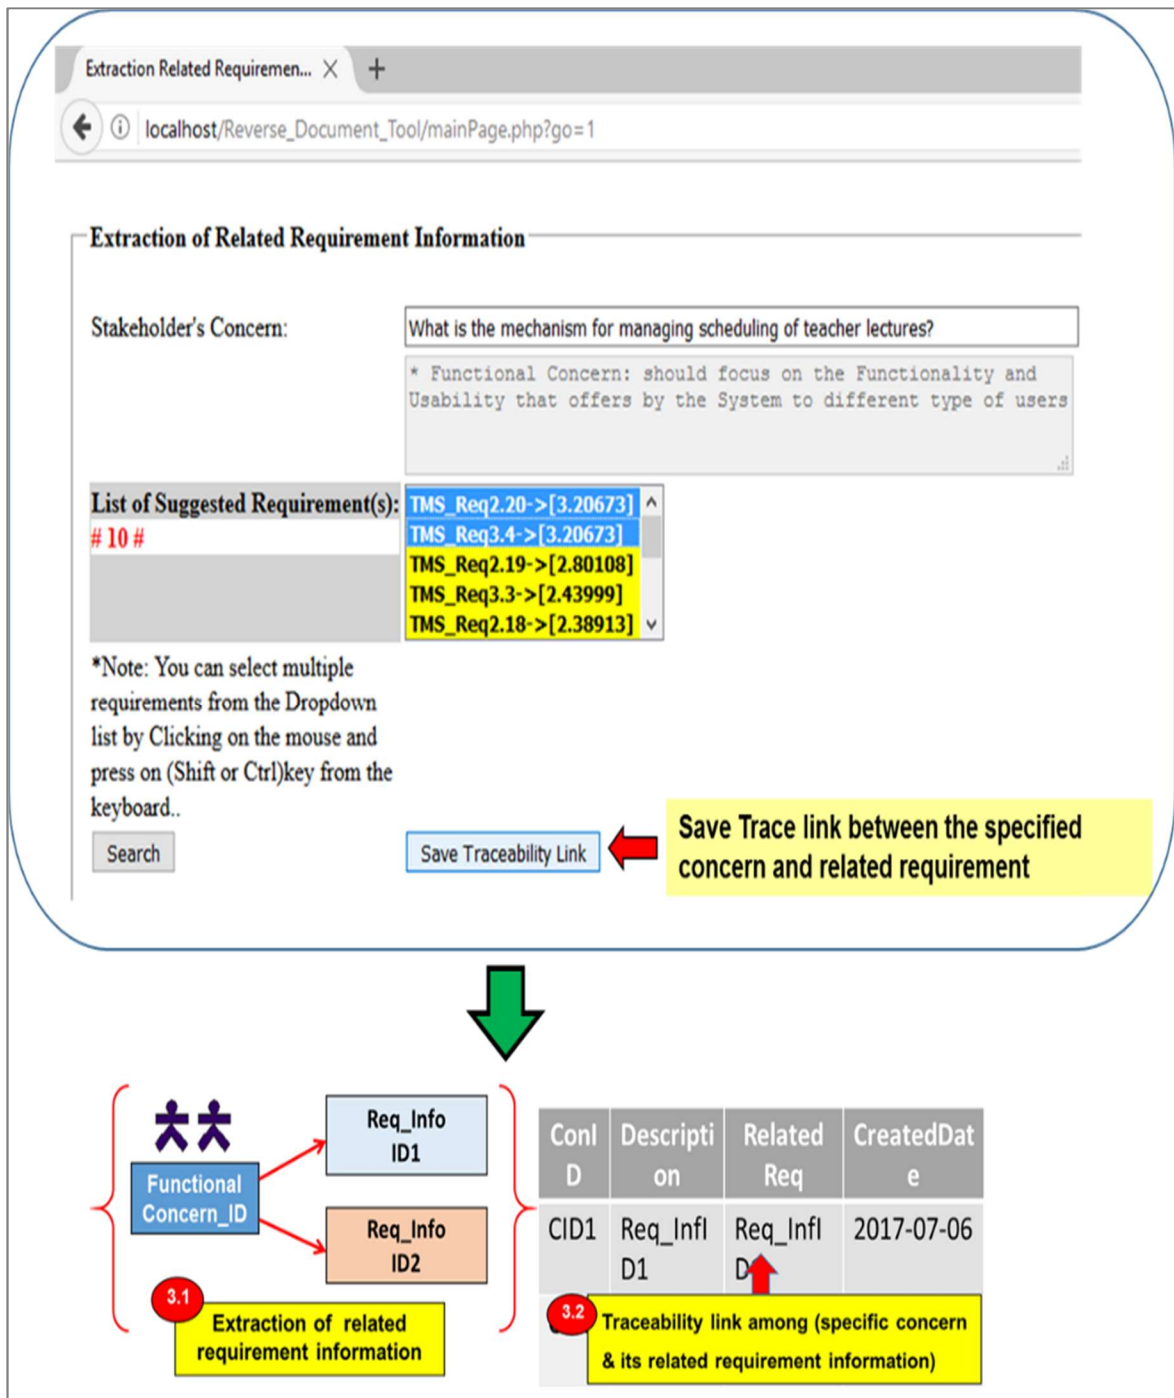 Extraction Related Requiremen... X +
localhost/Reverse_Document_Tool/mainPage.php?go=1
Extraction of Related Requirement Information
Stakeholder's Concern:
What is the mechanism for managing scheduling of teacher lectures?
* Functional Concern: should focus on the Functionality and
Usability that offers by the System to different type of users
List of Suggested Requirement(s):
# 10 #
TMS_Req2.20->[3.20673]
TMS_Req3.4->[3.20673]
TMS_Req2.19->[2.80108]
TMS_Req3.3->[2.43999]
TMS_Req2.18->[2.38913]
*Note: You can select multiple
requirements from the Dropdown
list by Clicking on the mouse and
press on (Shift or Ctrl)key from the
keyboard..
Search
Save Traceability Link
Save Trace link between the specified
concern and related requirement
Functional
Concern_ID
Req_Info
ID1
Req_Info
ID2
3.1
Extraction of related
requirement information
ConI
D
Descripti
on
Related
Req
CreatedDat
e
CID1
Req_InfI
D1
Req_InfI
2017-07-06
3.2
Traceability link among (specific concern
& its related requirement information)